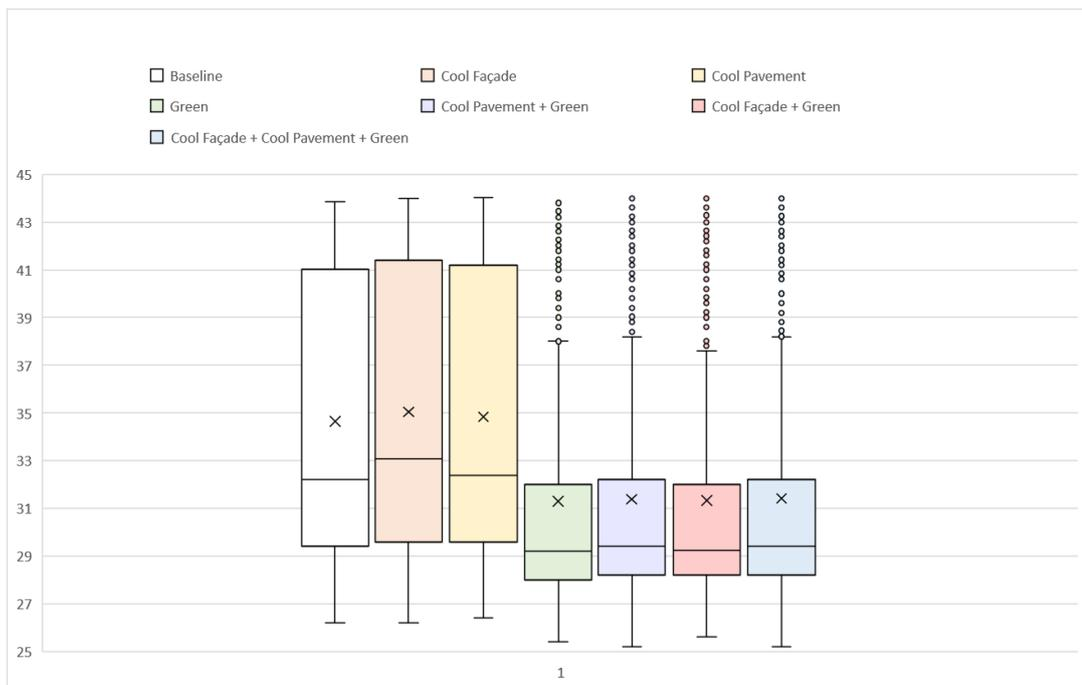 Baseline
Cool Façade
Cool Pavement
Green
Cool Pavement + Green
Cool Façade + Green
Cool Façade + Cool Pavement + Green
45
43
41
39
37
35
33
31
29
27
25
1